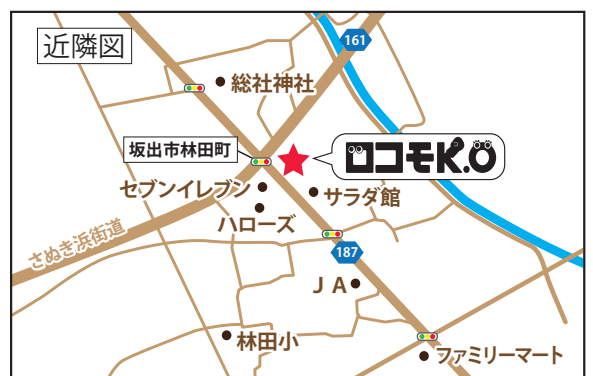 近隣図
161
総社神社
坂出市林田町
ロコモK.O
セブンイレブン
サラダ館
ハローズ
さぬき浜街道
187
JA
林田小
ファミリーマート